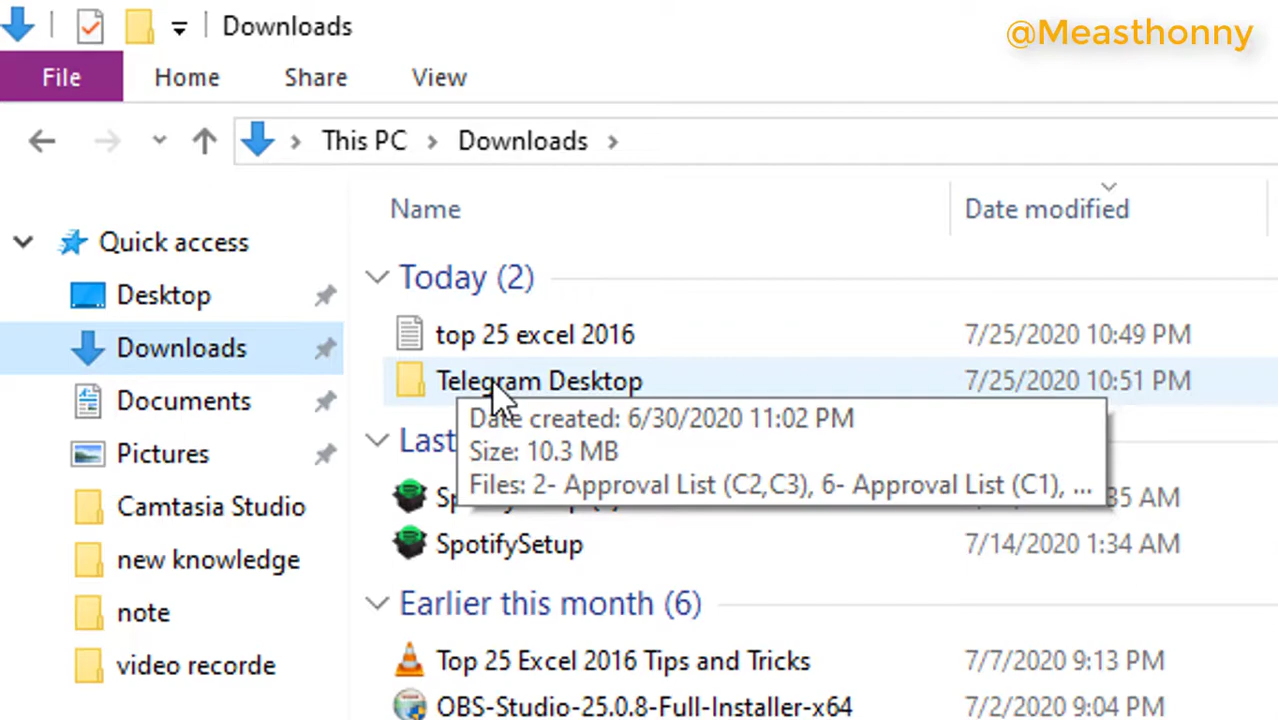 Downloads
@Measthonny
File Home Share View
This PC Downloads
Name Date modified
Quick access
Desktop
Downloads
Documents
Pictures
Camtasia Studio
new knowledge
note
video recorde
Today (2)
top 25 excel 2016 7/25/2020 10:49 PM
Telegram Desktop 7/25/2020 10:51 PM
Date created: 6/30/2020 11:02 PM
Size: 10.3 MB
Files: 2- Approval List (C2,C3), 6- Approval List (C1), ...
Last
35 AM
SpotifySetup 7/14/2020 1:34 AM
Earlier this month (6)
Top 25 Excel 2016 Tips and Tricks 7/7/2020 9:13 PM
OBS-Studio-25.0.8-Full-Installer-x64 7/2/2020 9:04 PM